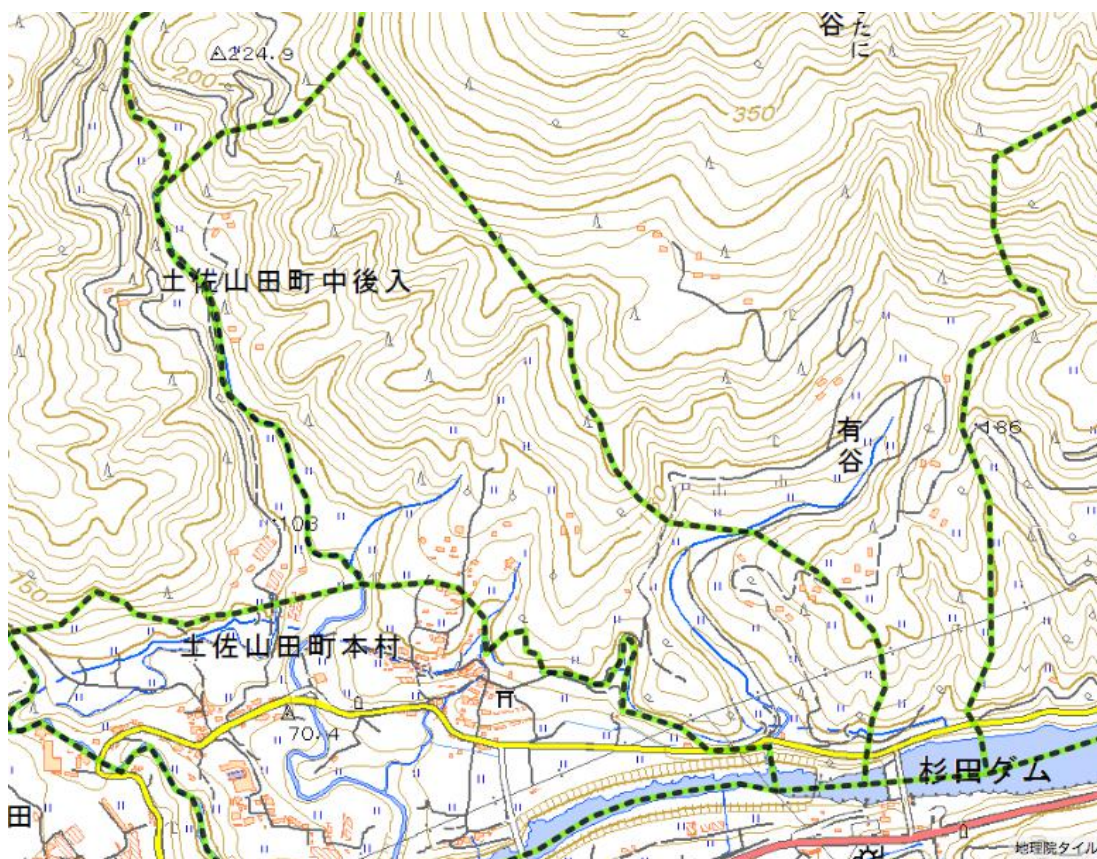 たに
谷
224.9
200
350
土佐山田町中後入
186
有谷
103
150
土佐山田町本村
70.4
杉田ダム
田
地理院タイル